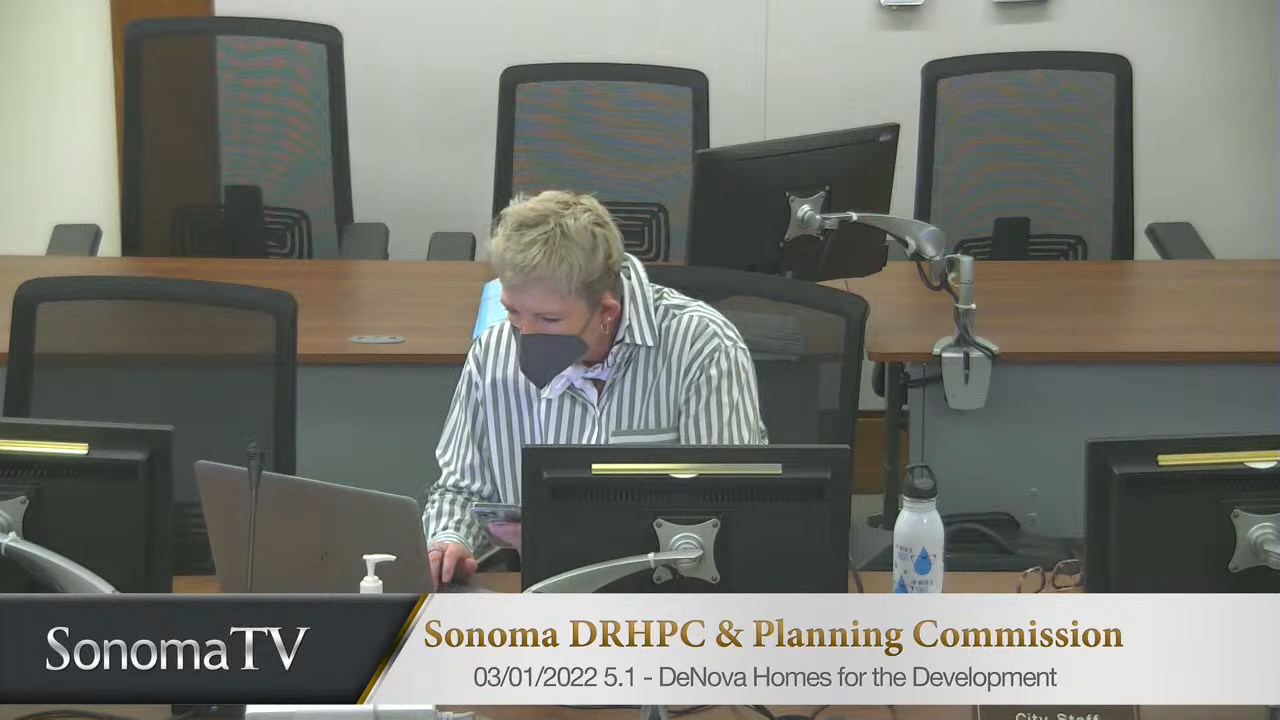 SonomaTV
Sonoma DRHPC & Planning Commission
03/01/2022 5.1 - DeNova Homes for the Development
City Staff